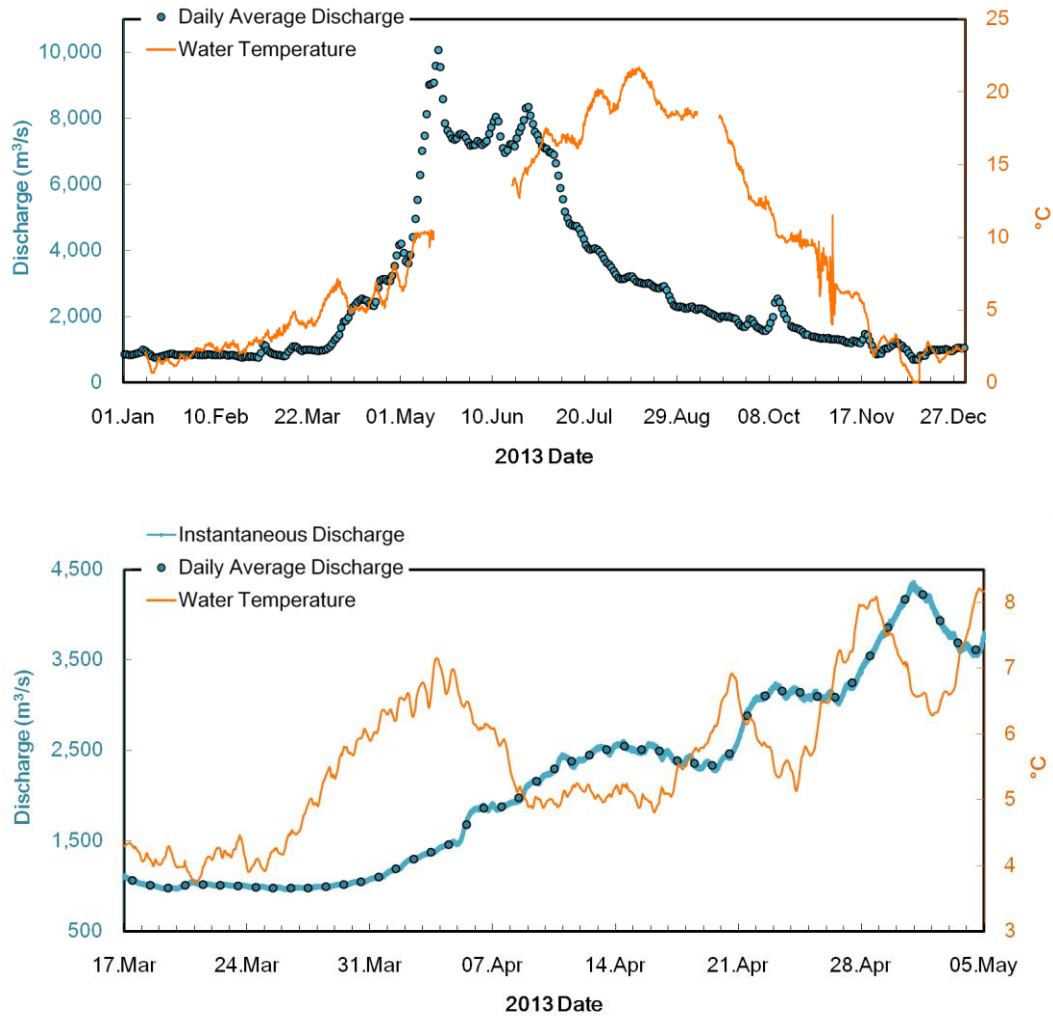 Daily Average Discharge
Water Temperature
Discharge (m³/s)
10,000
8,000
6,000
4,000
2,000
0
25
20
15
10
5
0
°C
01.Jan 10.Feb 22.Mar 01.May 10.Jun 20.Jul 29.Aug 08.Oct 17.Nov 27.Dec
2013 Date
Instantaneous Discharge
Daily Average Discharge
Water Temperature
Discharge (m³/s)
4,500
3,500
2,500
1,500
500
8
7
6
5
4
3
°C
17.Mar 24.Mar 31.Mar 07.Apr 14.Apr 21.Apr 28.Apr 05.May
2013 Date